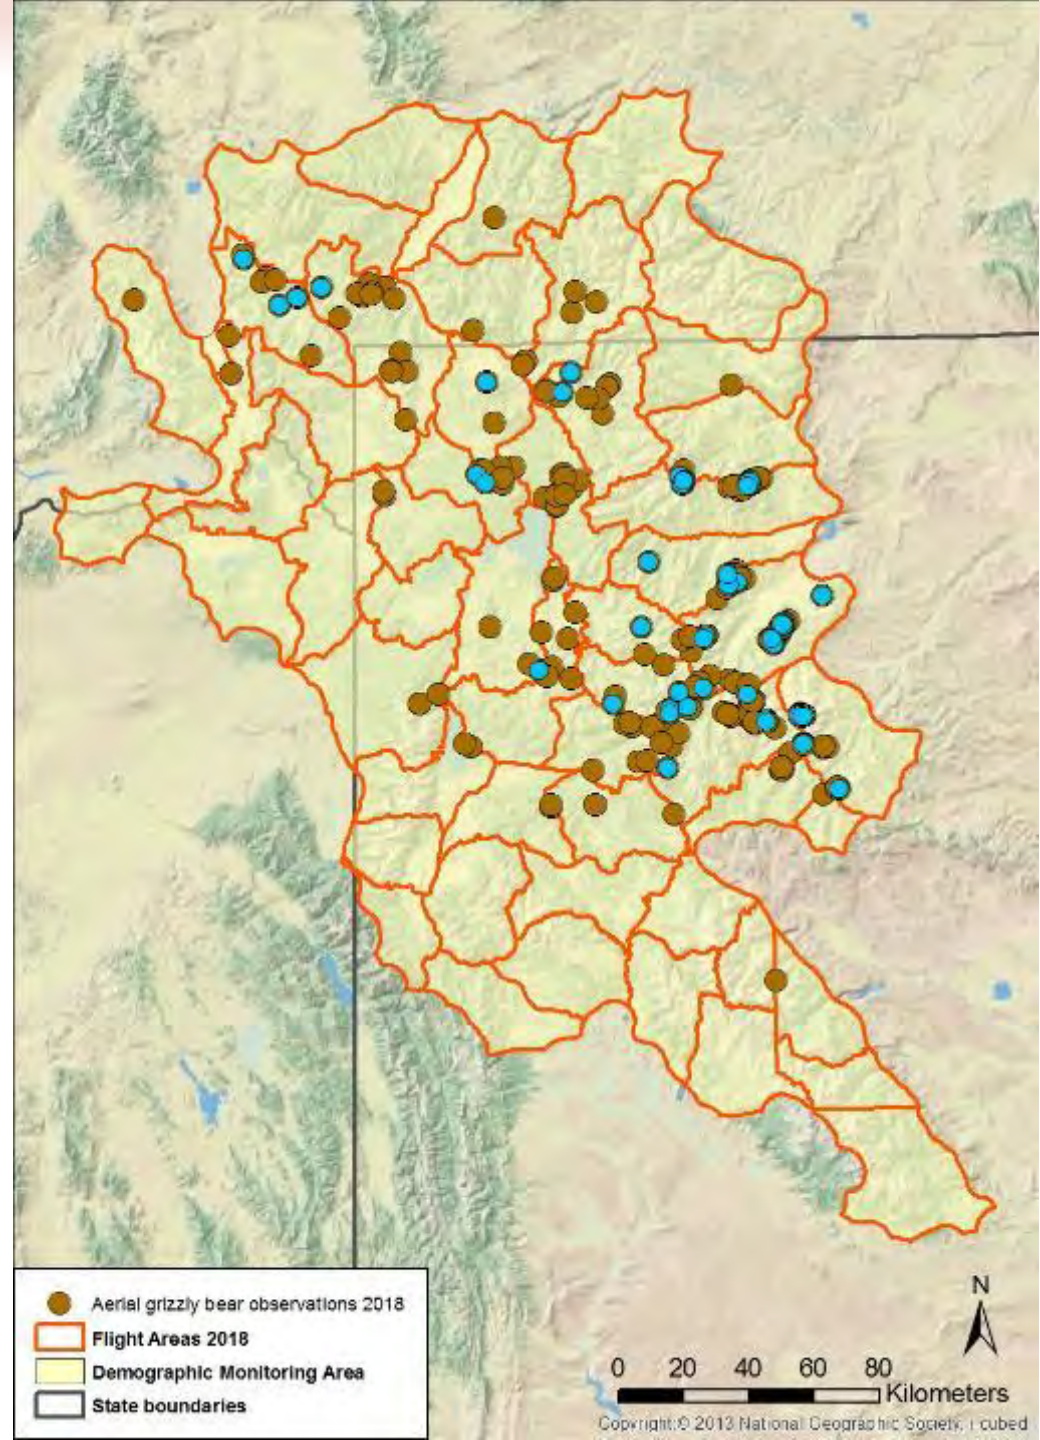 Aerial grizzly bear observations 2018
Flight Areas 2018
Demographic Monitoring Area
State boundaries
N
0 20 40 60 80
Kilometers
Copyright:© 2013 National Geographic Society, i-cubed